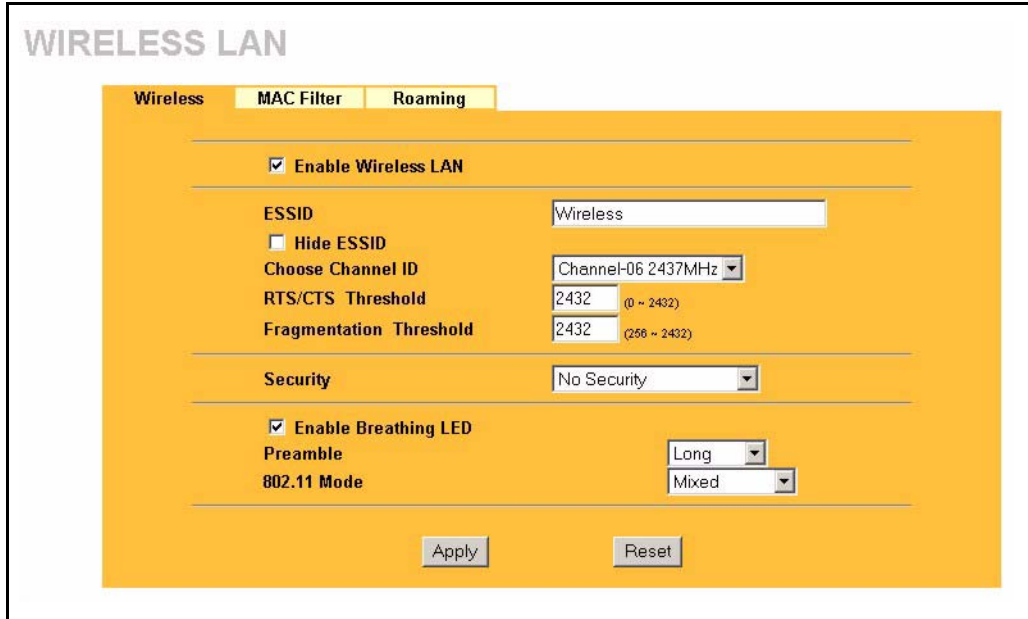 WIRELESS LAN
Wireless MAC Filter Roaming
Enable Wireless LAN
ESSID Wireless
Hide ESSID
Choose Channel ID Channel-06 2437MHz
RTS/CTS Threshold 2432 (0 ~ 2432)
Fragmentation Threshold 2432 (256 ~ 2432)
Security No Security
Enable Breathing LED
Preamble Long
802.11 Mode Mixed
Apply Reset